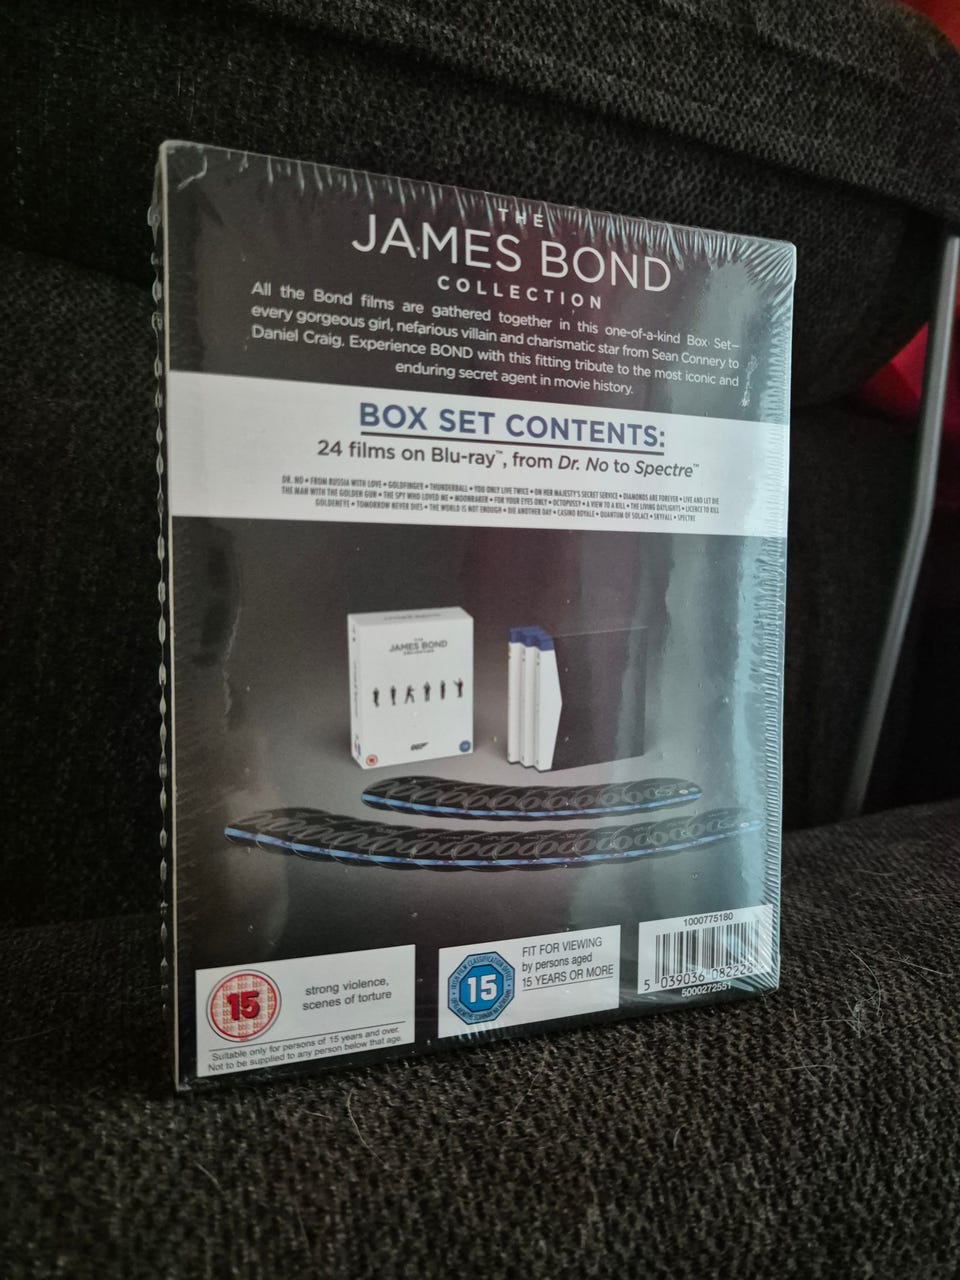 THE
JAMES BOND
COLLECTION
All the Bond films are gathered together in this one-of-a-kind Box Set—
every gorgeous girl, nefarious villain and charismatic star from Sean Connery to
Daniel Craig. Experience BOND with this fitting tribute to the most iconic and
enduring secret agent in movie history.
BOX SET CONTENTS:
24 films on Blu-ray™, from Dr. No to Spectre™
DR. NO • FROM RUSSIA WITH LOVE • GOLDFINGER • THUNDERBALL • YOU ONLY LIVE TWICE • ON HER MAJESTY'S SECRET SERVICE • DIAMONDS ARE FOREVER • LIVE AND LET DIE
THE MAN WITH THE GOLDEN GUN • THE SPY WHO LOVED ME • MOONRAKER • FOR YOUR EYES ONLY • OCTOPUSSY • A VIEW TO A KILL • THE LIVING DAYLIGHTS • LICENCE TO KILL
GOLDENEYE • TOMORROW NEVER DIES • THE WORLD IS NOT ENOUGH • DIE ANOTHER DAY • CASINO ROYALE • QUANTUM OF SOLACE • SKYFALL • SPECTRE
THE
JAMES BOND
COLLECTION
007
15
strong violence,
scenes of torture
Suitable only for persons of 15 years and over.
Not to be supplied to any person below that age.
IRISH FILM CLASSIFICATION OFFICE
15
FIT FOR VIEWING
by persons aged
15 YEARS OR MORE
1000775180
5 039036 08222
5000272551